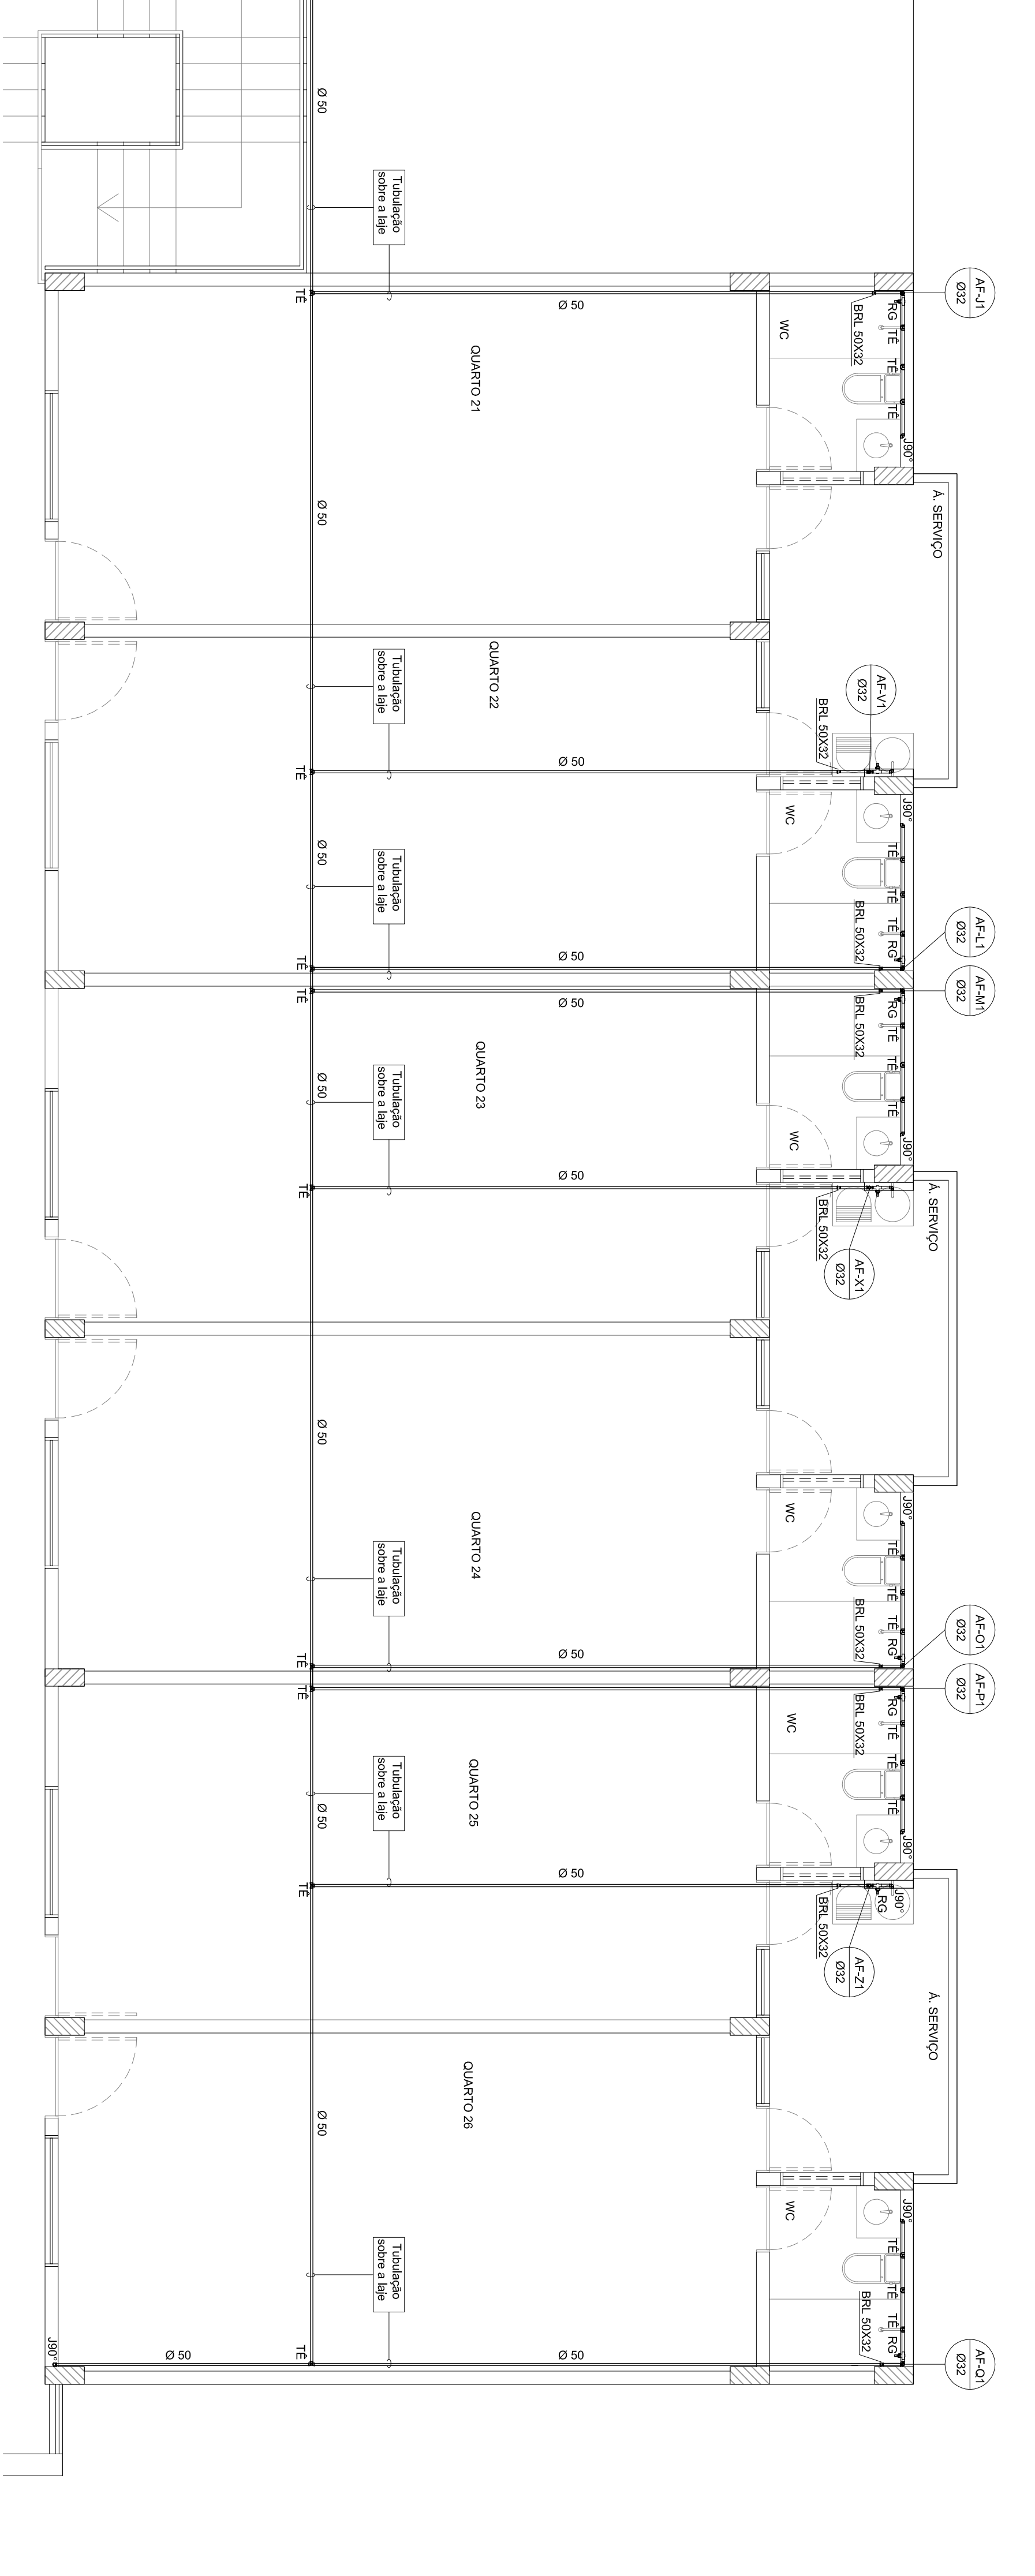 Ø 50
Tubulação
sobre a laje
AF-J1
Ø32
TÊ
Ø 50
BRL 50X32
RG
TÊ
TÊ
TÊ
J90°
WC
QUARTO 21
Á. SERVIÇO
Ø 50
QUARTO 22
Tubulação
sobre a laje
AF-V1
Ø32
BRL 50X32
TÊ
Ø 50
WC
J90°
TÊ
TÊ
TÊ
RG
BRL 50X32
Ø 50
Tubulação
sobre a laje
AF-L1
Ø32
TÊ
Ø 50
AF-M1
Ø32
TÊ
Ø 50
BRL 50X32
RG
TÊ
TÊ
TÊ
J90°
WC
QUARTO 23
Ø 50
Tubulação
sobre a laje
TÊ
Ø 50
BRL 50X32
AF-X1
Ø32
Á. SERVIÇO
Ø 50
QUARTO 24
WC
J90°
TÊ
TÊ
TÊ
RG
BRL 50X32
Tubulação
sobre a laje
AF-O1
Ø32
TÊ
Ø 50
AF-P1
Ø32
TÊ
BRL 50X32
RG
TÊ
TÊ
TÊ
J90°
WC
QUARTO 25
Tubulação
sobre a laje
Ø 50
TÊ
Ø 50
BRL 50X32
J90°
RG
AF-Z1
Ø32
Á. SERVIÇO
QUARTO 26
Ø 50
WC
J90°
TÊ
TÊ
TÊ
RG
BRL 50X32
Tubulação
sobre a laje
AF-Q1
Ø32
TÊ
Ø 50
Ø 50
J90°